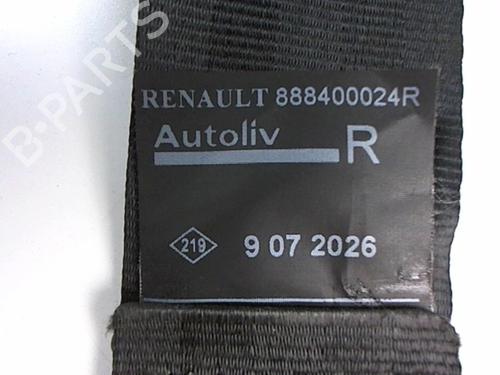 B-PARTS
RENAULT 888400024R
Autoliv R
219 9 07 2026